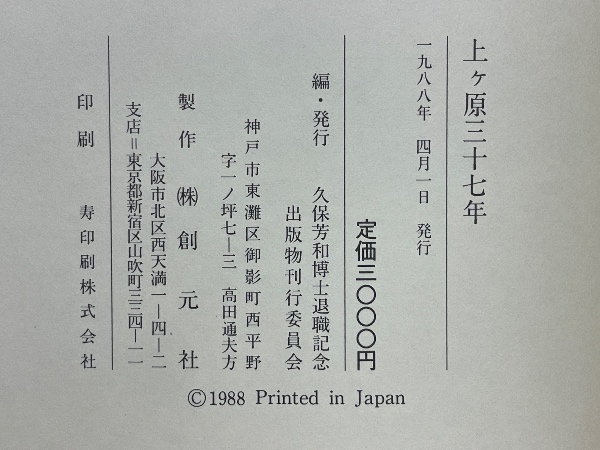 上ヶ原三十七年
一九八八年 四月一日 発行
定価三〇〇〇円
編・発行 久保芳和博士退職記念
出版物刊行委員会
神戸市東灘区御影町西平野
字一ノ坪七―三 高田通夫方
製作 ㈱創元社
大阪市北区西天満一―四―二
支店＝東京都新宿区山吹町三三四―一一
印刷 寿印刷株式会社
©1988 Printed in Japan